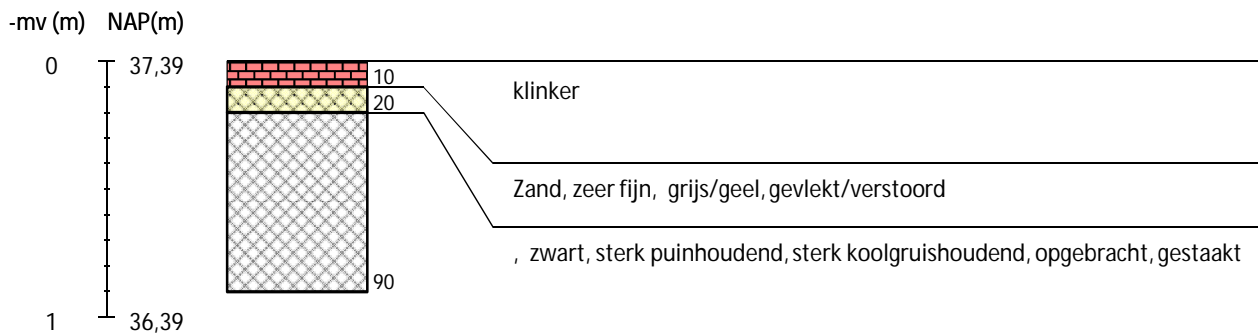 -mv (m) NAP(m)
0 37,39
10
klinker
20
Zand, zeer fijn, grijs/geel, gevlekt/verstoord
, zwart, sterk puinhoudend, sterk koolgruishoudend, opgebracht, gestaakt
90
1 36,39